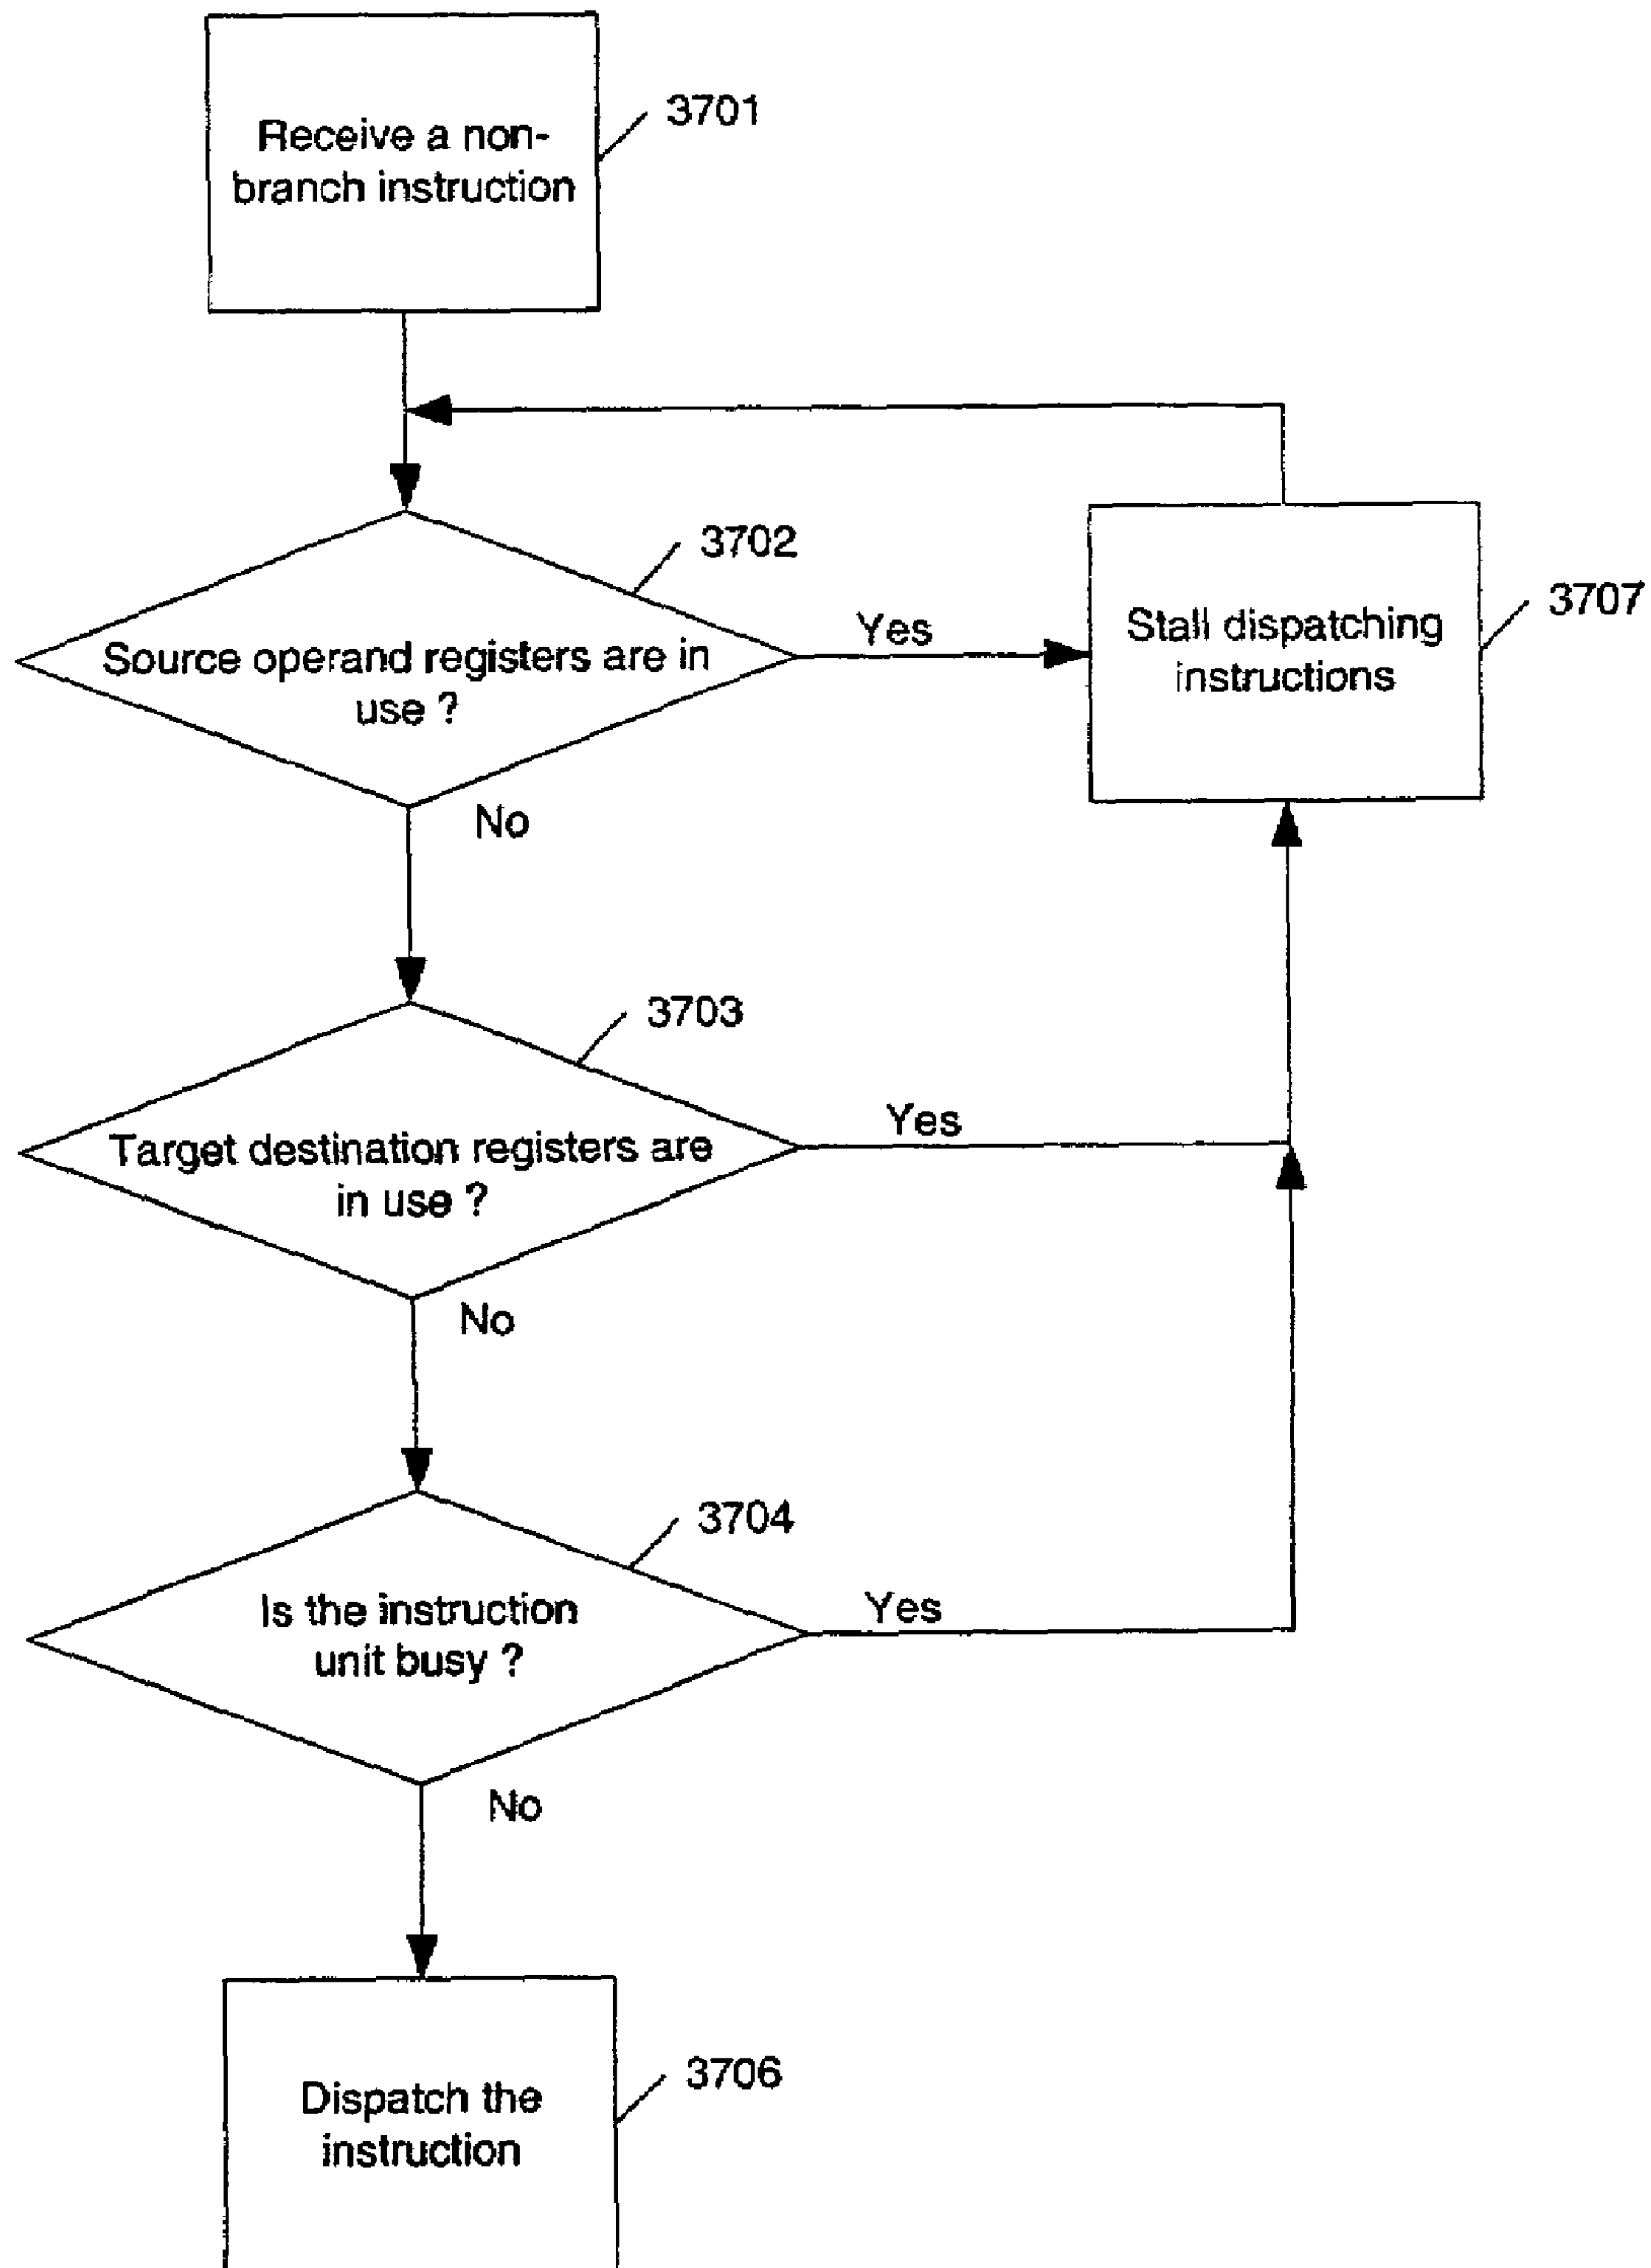 Receive a non-
branch instruction
3701
3702
Source operand registers are in
use ?
Yes
Stall dispatching
instructions
3707
No
3703
Target destination registers are
in use ?
Yes
No
3704
Is the instruction
unit busy ?
Yes
No
Dispatch the
instruction
3706